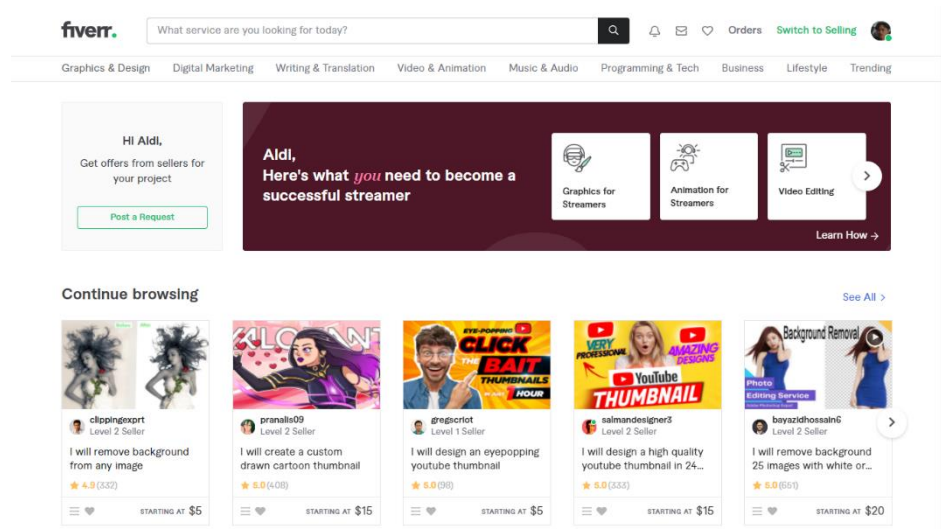 fiverr.
What service are you looking for today?
Orders
Switch to Selling
Graphics & Design
Digital Marketing
Writing & Translation
Video & Animation
Music & Audio
Programming & Tech
Business
Lifestyle
Trending
Hi Aldi,
Get offers from sellers for
your project
Post a Request
Aldi,
Here's what you need to become a
successful streamer
Graphics for
Streamers
Animation for
Streamers
Video Editing
Learn How →
Continue browsing
See All >
clippingexprt
Level 2 Seller
I will remove background
from any image
4.9 (332)
STARTING AT $5
pranalis09
Level 2 Seller
I will create a custom
drawn cartoon thumbnail
5.0 (408)
STARTING AT $15
EYE-POPPING
CLICK
THE BAIT
THUMBNAILS
1 HOUR
gregscriot
Level 1 Seller
I will design an eyepopping
youtube thumbnail
5.0 (98)
STARTING AT $5
VERY
PROFESSIONAL
AMAZING
DESIGNS
YouTube
THUMBNAIL
salmandesigner3
Level 2 Seller
I will design a high quality
youtube thumbnail in 24...
5.0 (333)
STARTING AT $15
Background Removal
Photo
Editing Service
bayazidhossain6
Level 2 Seller
I will remove background
25 images with white or...
5.0 (551)
STARTING AT $20